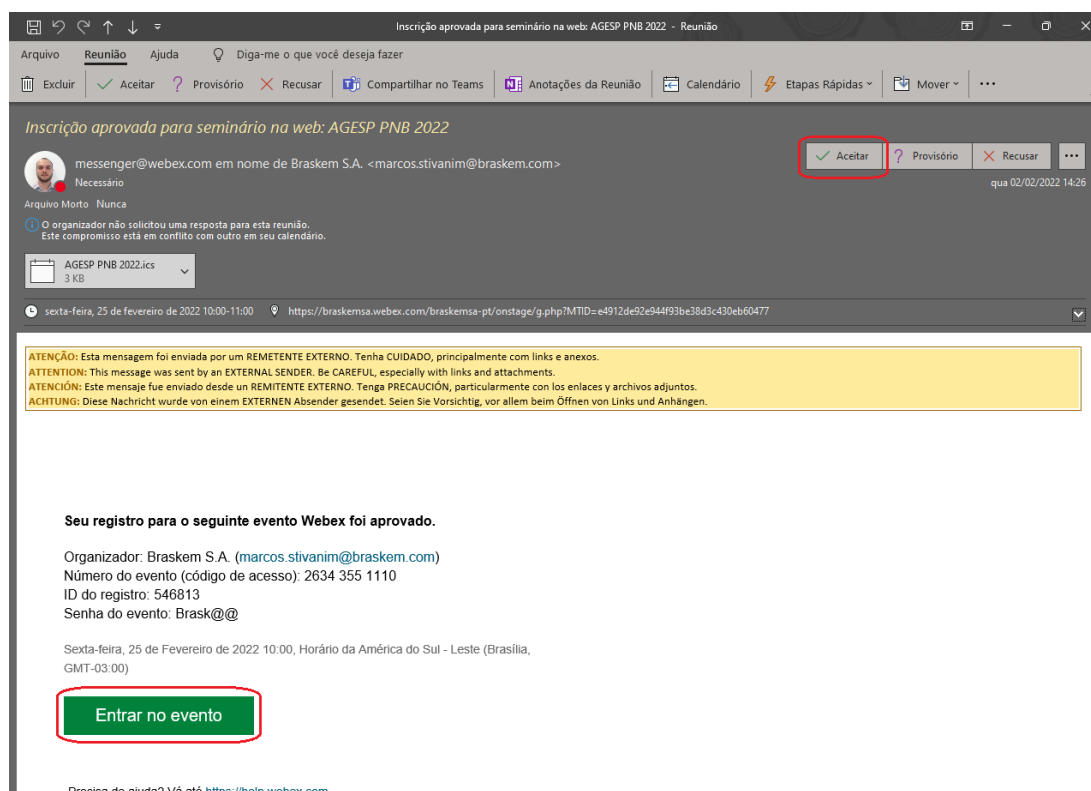 Inscrição aprovada para seminário na web: AGESP PNB 2022 - Reunião
Arquivo Reunião Ajuda Diga-me o que você deseja fazer
Excluir Aceitar Provisório Recusar Compartilhar no Teams Anotações da Reunião Calendário Etapas Rápidas Mover
Inscrição aprovada para seminário na web: AGESP PNB 2022
messenger@webex.com em nome de Braskem S.A. <marcos.stivanim@braskem.com>
Necessário
Aceitar Provisório Recusar
qua 02/02/2022 14:26
Arquivo Morto Nunca
O organizador não solicitou uma resposta para esta reunião.
Este compromisso está em conflito com outro em seu calendário.
AGESP PNB 2022.ics
3 KB
sexta-feira, 25 de fevereiro de 2022 10:00-11:00 https://braskemsa.webex.com/braskemsa-pt/onstage/g.php?MTID=e4912de92e944f93be38d3c430eb60477
ATENÇÃO: Esta mensagem foi enviada por um REMETENTE EXTERNO. Tenha CUIDADO, principalmente com links e anexos.
ATTENTION: This message was sent by an EXTERNAL SENDER. Be CAREFUL, especially with links and attachments.
ATENCIÓN: Este mensaje fue enviado desde un REMITENTE EXTERNO. Tenga PRECAUCIÓN, particularmente con los enlaces y archivos adjuntos.
ACHTUNG: Diese Nachricht wurde von einem EXTERNEN Absender gesendet. Seien Sie Vorsichtig, vor allem beim Öffnen von Links und Anhängen.
Seu registro para o seguinte evento Webex foi aprovado.
Organizador: Braskem S.A. (marcos.stivanim@braskem.com)
Número do evento (código de acesso): 2634 355 1110
ID do registro: 546813
Senha do evento: Brask@@
Sexta-feira, 25 de Fevereiro de 2022 10:00, Horário da América do Sul - Leste (Brasília,
GMT-03:00)
Entrar no evento
Precisa de ajuda? Vá até https://help.webex.com